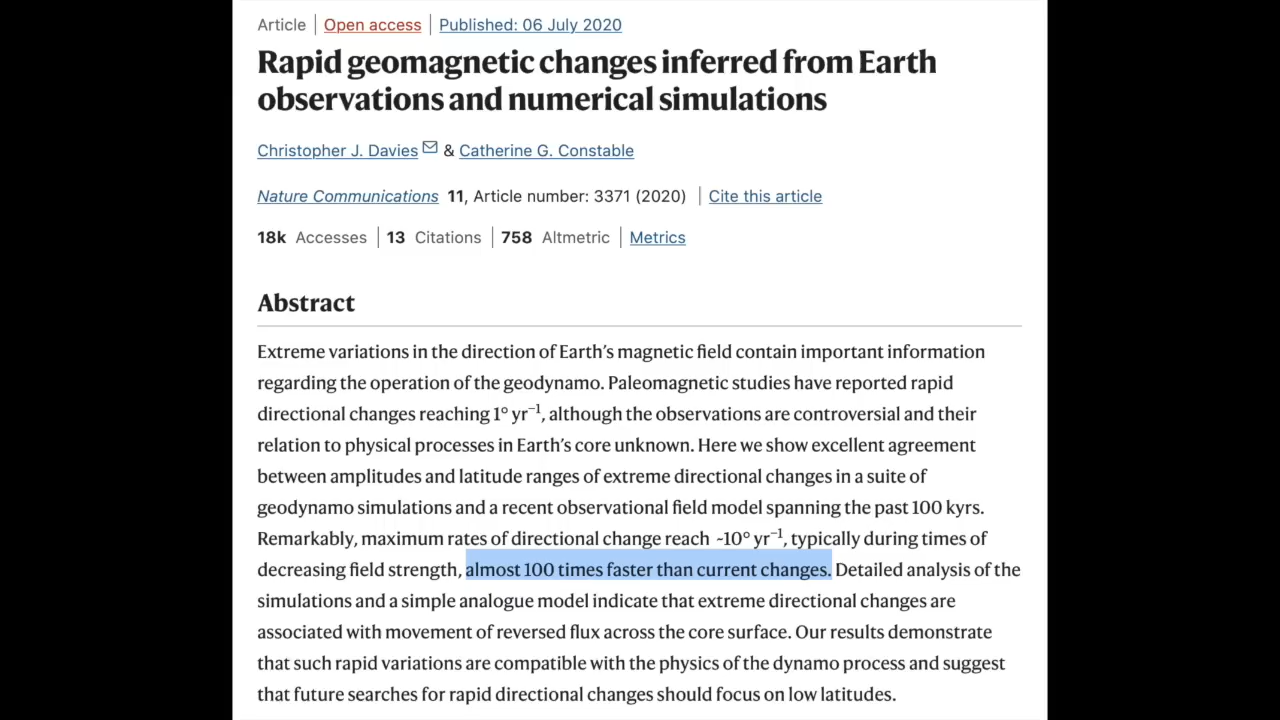 Article | Open access | Published: 06 July 2020
Rapid geomagnetic changes inferred from Earth
observations and numerical simulations
Christopher J. Davies & Catherine G. Constable
Nature Communications 11, Article number: 3371 (2020) | Cite this article
18k Accesses | 13 Citations | 758 Altmetric | Metrics
Abstract
Extreme variations in the direction of Earth’s magnetic field contain important information
regarding the operation of the geodynamo. Paleomagnetic studies have reported rapid
directional changes reaching 1° yr⁻¹, although the observations are controversial and their
relation to physical processes in Earth’s core unknown. Here we show excellent agreement
between amplitudes and latitude ranges of extreme directional changes in a suite of
geodynamo simulations and a recent observational field model spanning the past 100 kyrs.
Remarkably, maximum rates of directional change reach ~10° yr⁻¹, typically during times of
decreasing field strength, almost 100 times faster than current changes. Detailed analysis of the
simulations and a simple analogue model indicate that extreme directional changes are
associated with movement of reversed flux across the core surface. Our results demonstrate
that such rapid variations are compatible with the physics of the dynamo process and suggest
that future searches for rapid directional changes should focus on low latitudes.